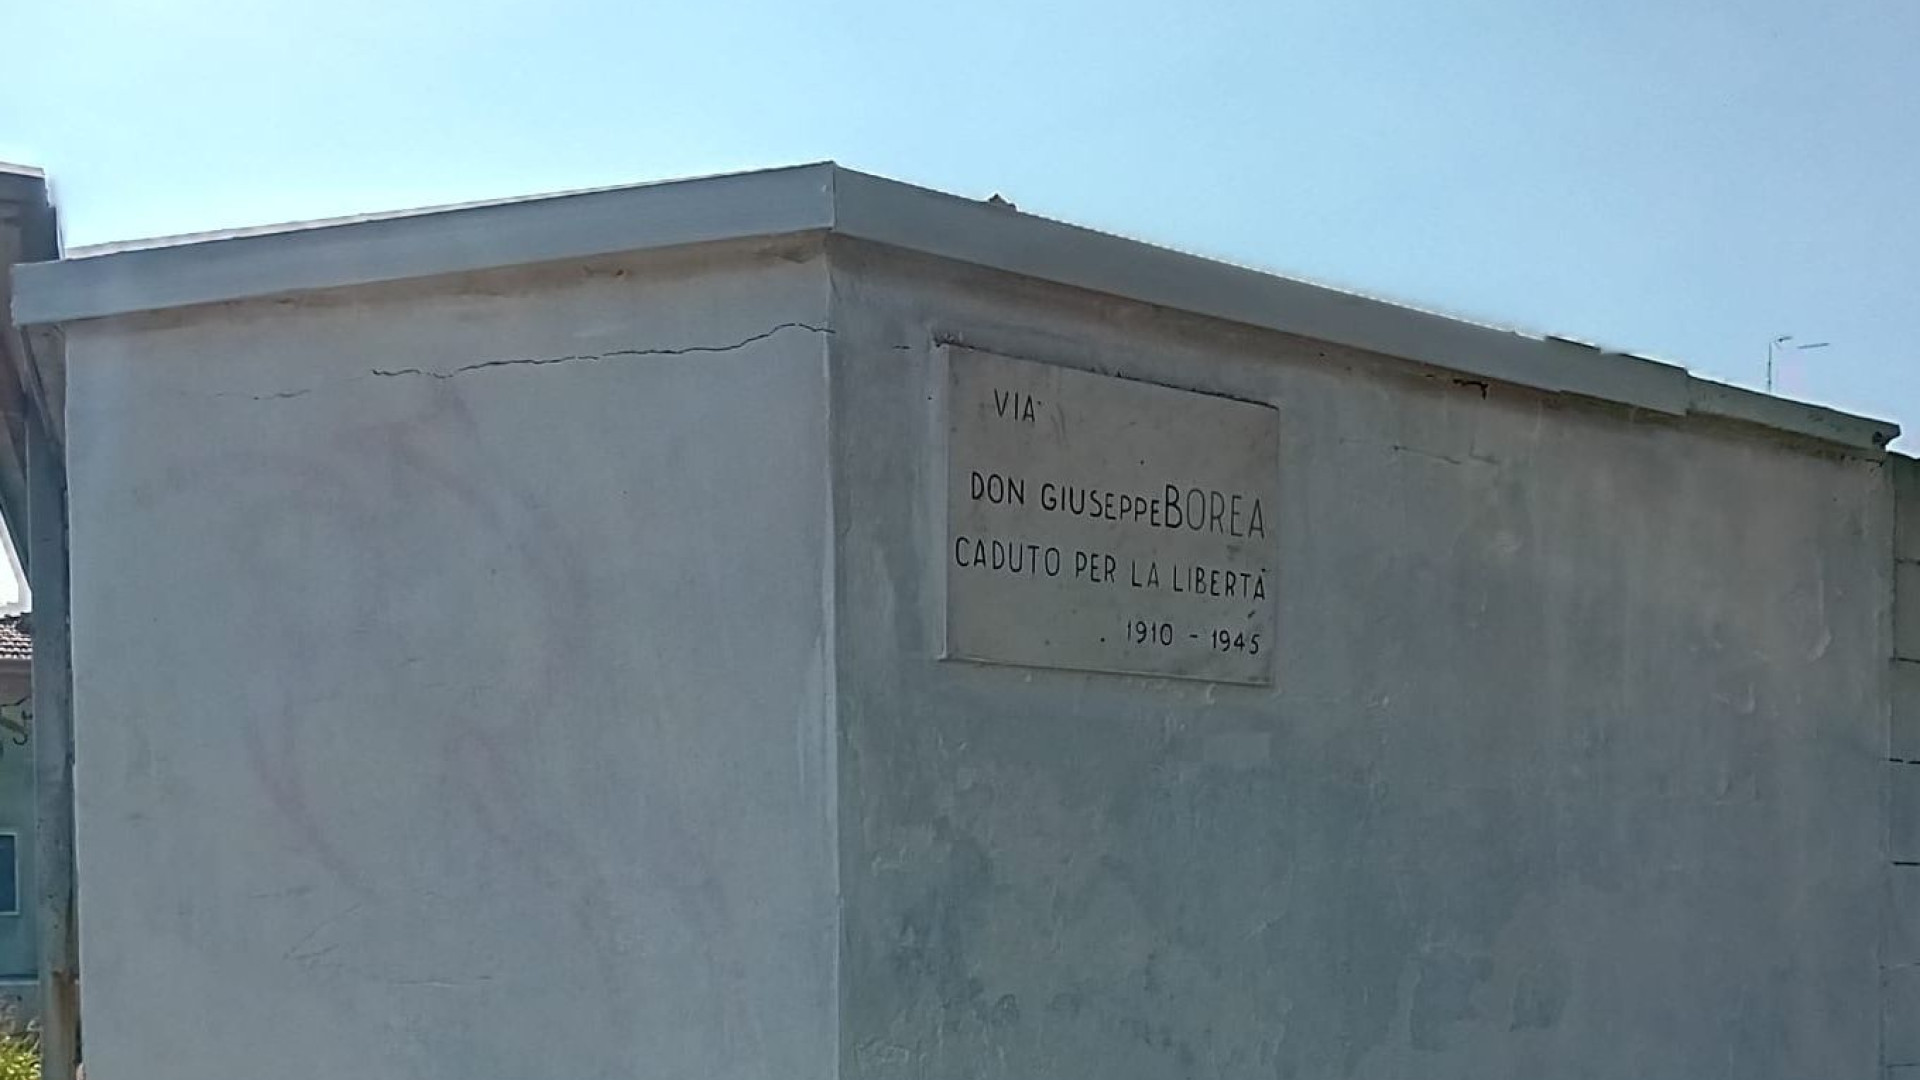 VIA
DON GIUSEPPE BOREA
CADUTO PER LA LIBERTÀ
1910 - 1945